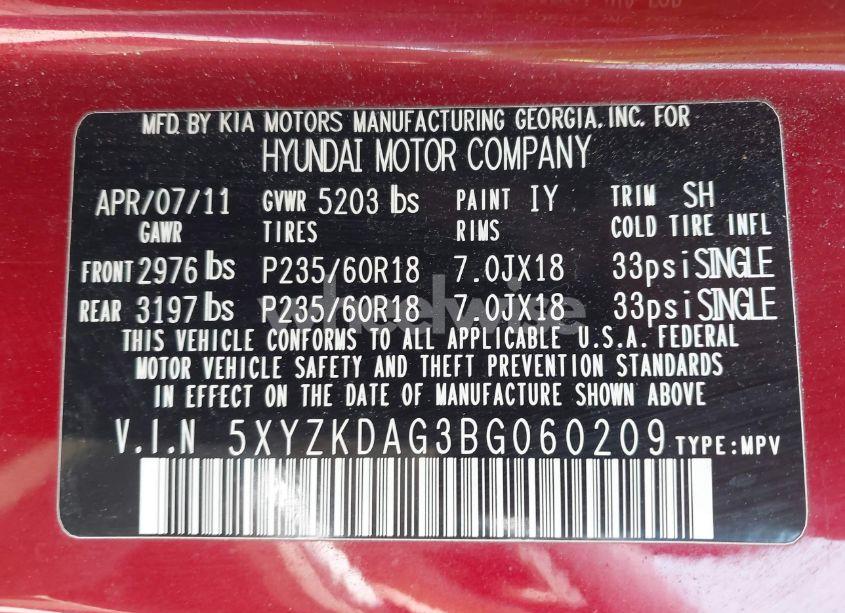 MFD. BY KIA MOTORS MANUFACTURING GEORGIA. INC. FOR
HYUNDAI MOTOR COMPANY
APR/07/11 GVWR 5203 lbs PAINT IY TRIM SH
GAWR TIRES RIMS COLD TIRE INFL
FRONT 2976 lbs P235/60R18 7.0JX18 33psi SINGLE
REAR 3197 lbs P235/60R18 7.0JX18 33psi SINGLE
wheelwise
THIS VEHICLE CONFORMS TO ALL APPLICABLE U.S.A. FEDERAL
MOTOR VEHICLE SAFETY AND THEFT PREVENTION STANDARDS
IN EFFECT ON THE DATE OF MANUFACTURE SHOWN ABOVE
V.I.N 5XYZKDAG3BG060209 TYPE:MPV